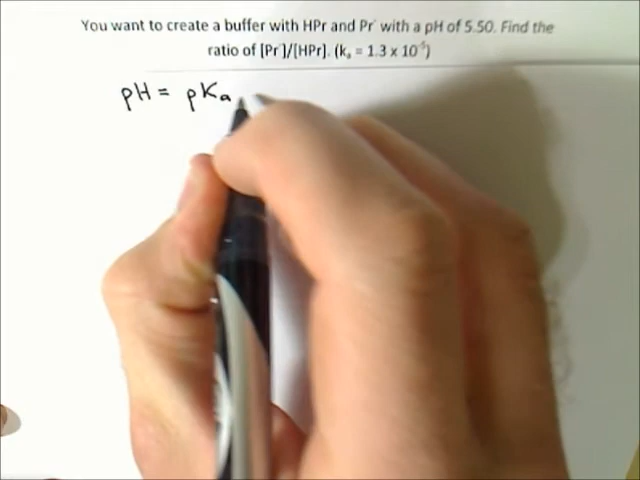 You want to create a buffer with HPr and Pr⁻ with a pH of 5.50. Find the
ratio of [Pr⁻]/[HPr]. (kₐ = 1.3 x 10⁻⁵)
pH = pKₐ